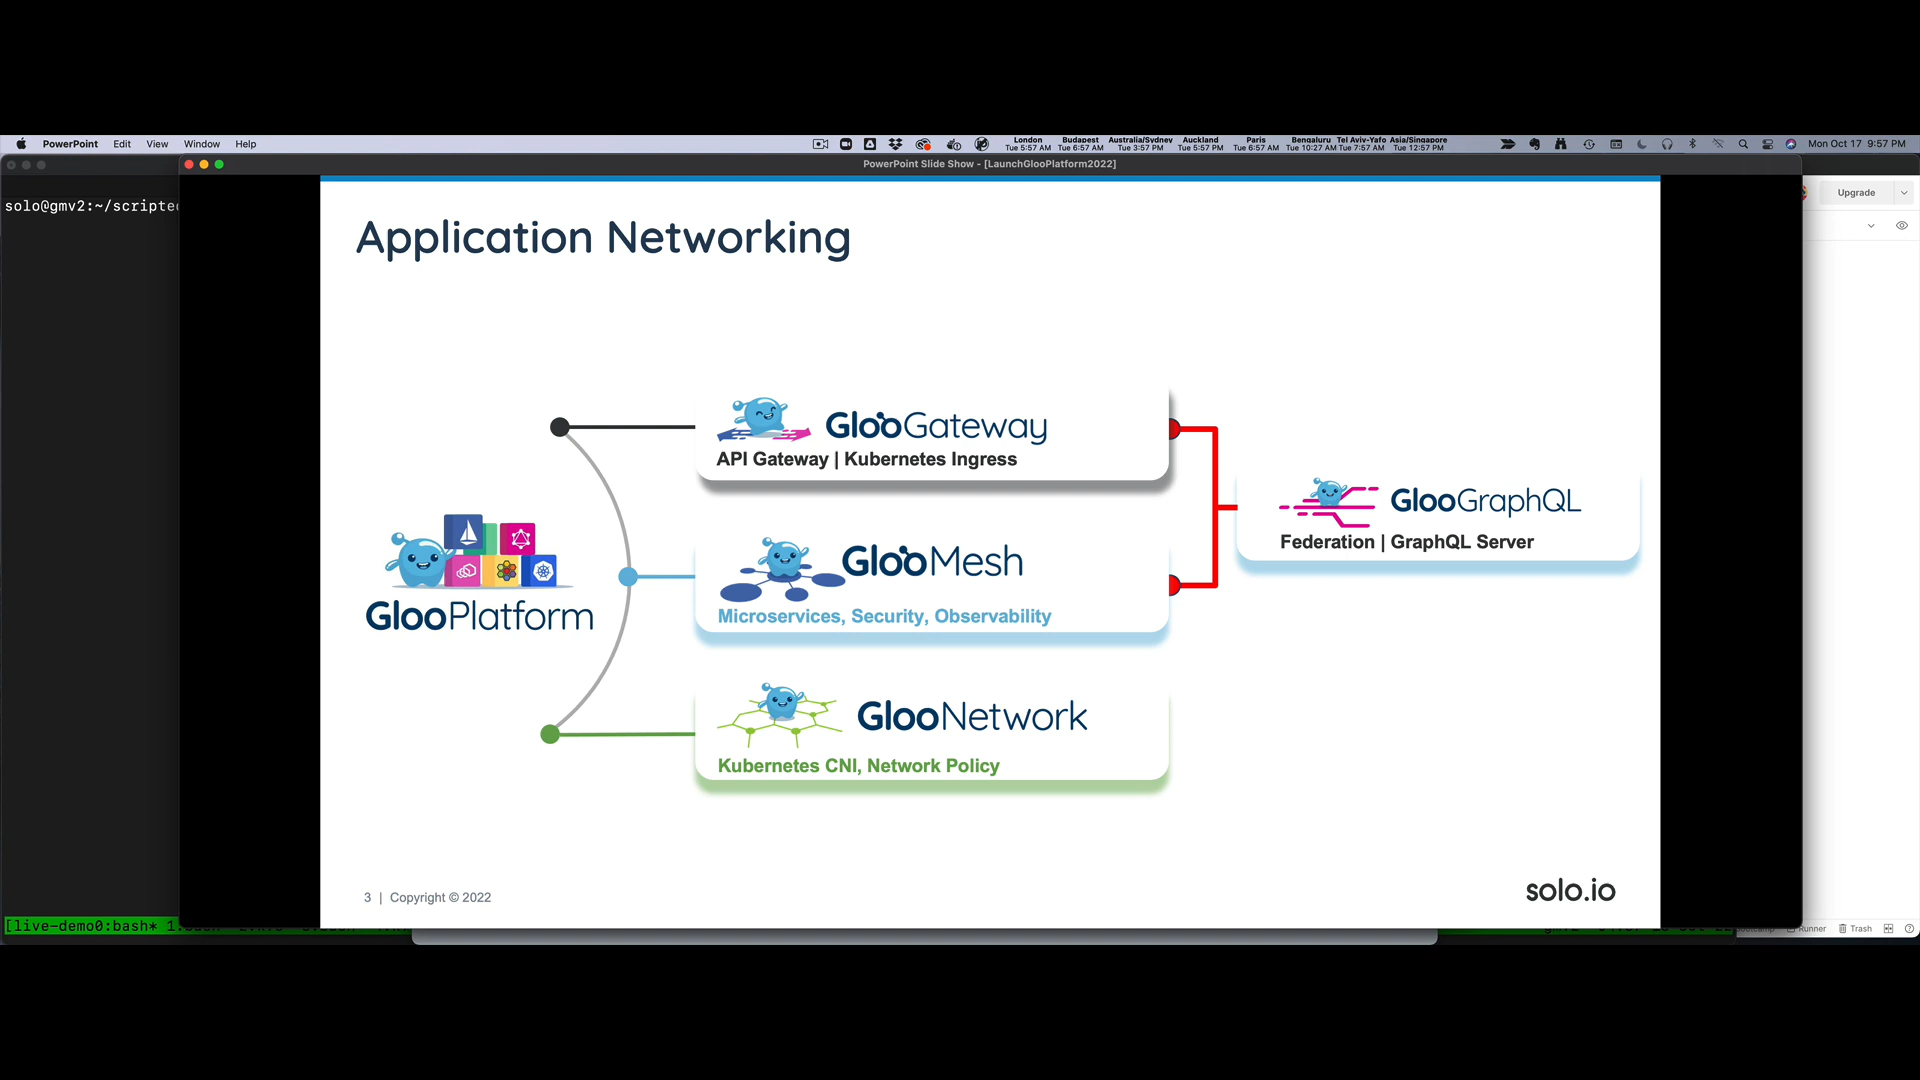 PowerPoint Edit View Window Help
London Budapest Australia/Sydney Auckland Paris Bengaluru Tel Aviv-Yafo Asia/Singapore
Tue 5:57 AM Tue 6:57 AM Tue 3:57 PM Tue 5:57 PM Tue 6:57 AM Tue 10:27 AM Tue 7:57 AM Tue 12:57 PM
Mon Oct 17 9:57 PM
PowerPoint Slide Show - [LaunchGlooPlatform2022]
Upgrade
solo@gmv2:~/scripted
Application Networking
GlooGateway
API Gateway | Kubernetes Ingress
GlooGraphQL
Federation | GraphQL Server
GlooMesh
Microservices, Security, Observability
GlooPlatform
GlooNetwork
Kubernetes CNI, Network Policy
3 | Copyright © 2022
solo.io
[live-demo0:bash*
Runner Trash